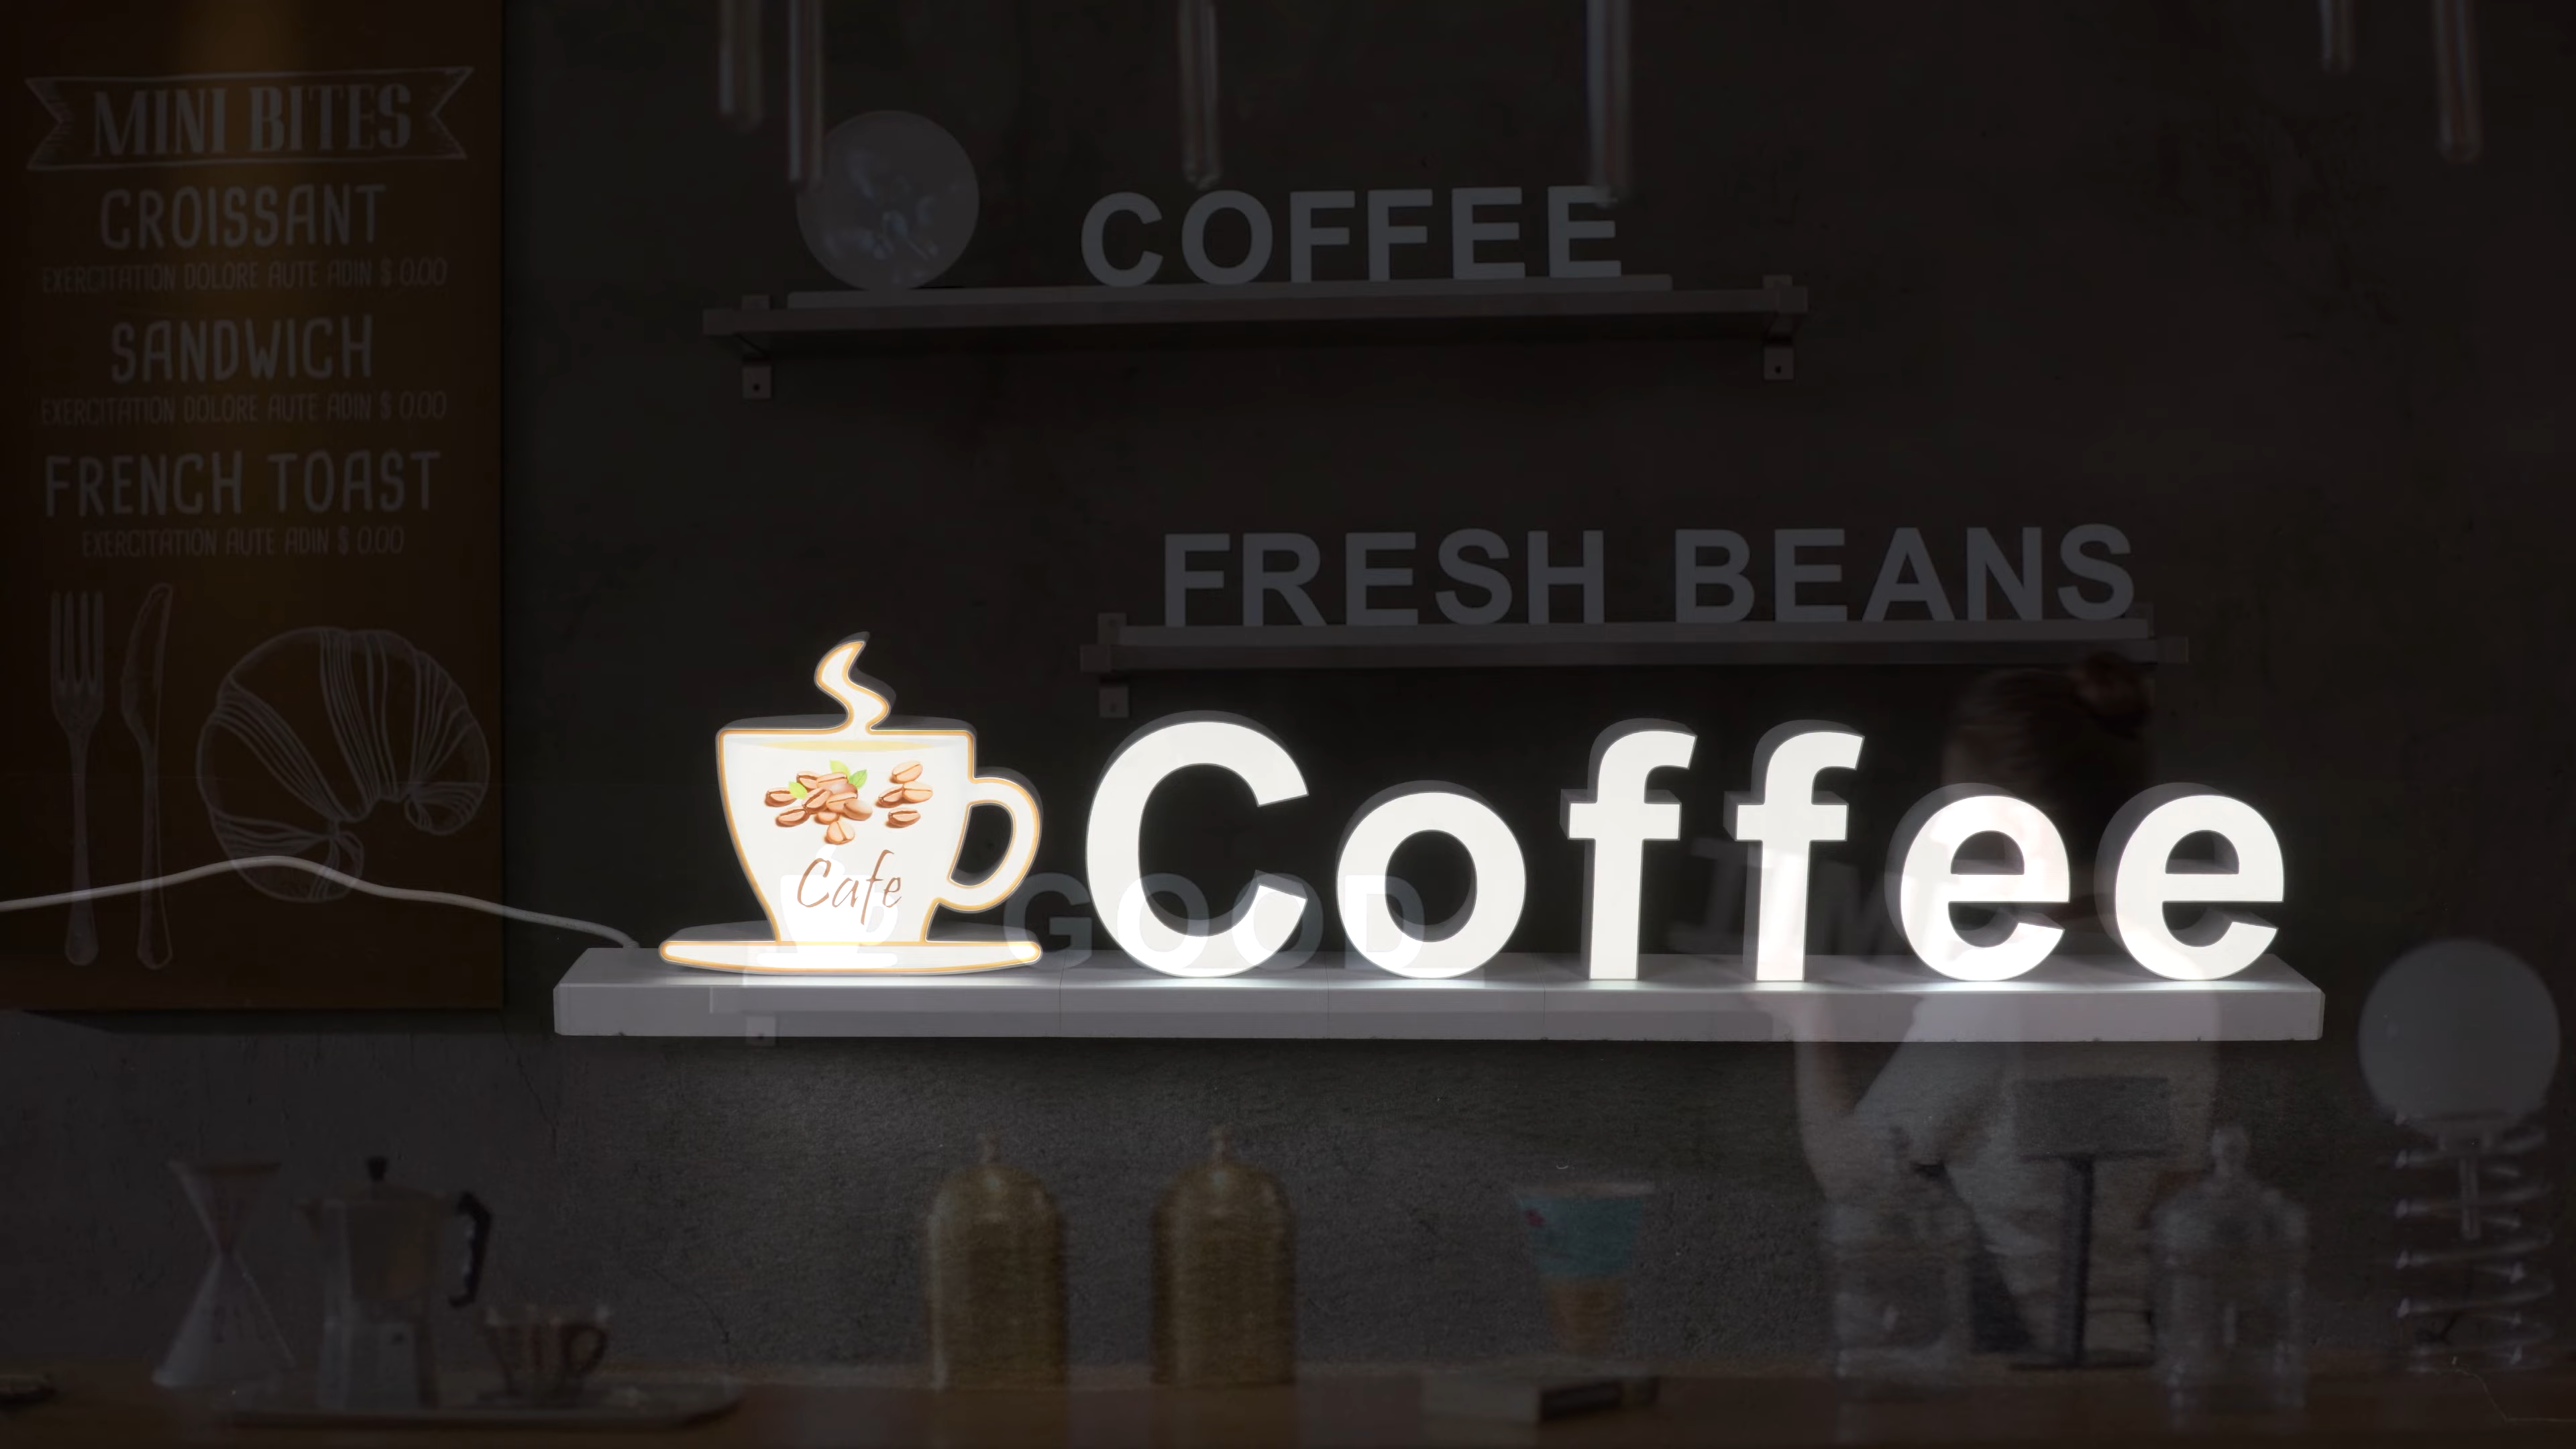 MINI BITES
CROISSANT
EXERCITATION DOLORE AUTE ADIN $ 0.00
SANDWICH
EXERCITATION DOLORE AUTE ADIN $ 0.00
FRENCH TOAST
EXERCITATION AUTE ADIN $ 0.00
COFFEE
FRESH BEANS
Cafe
Coffee
GOOD